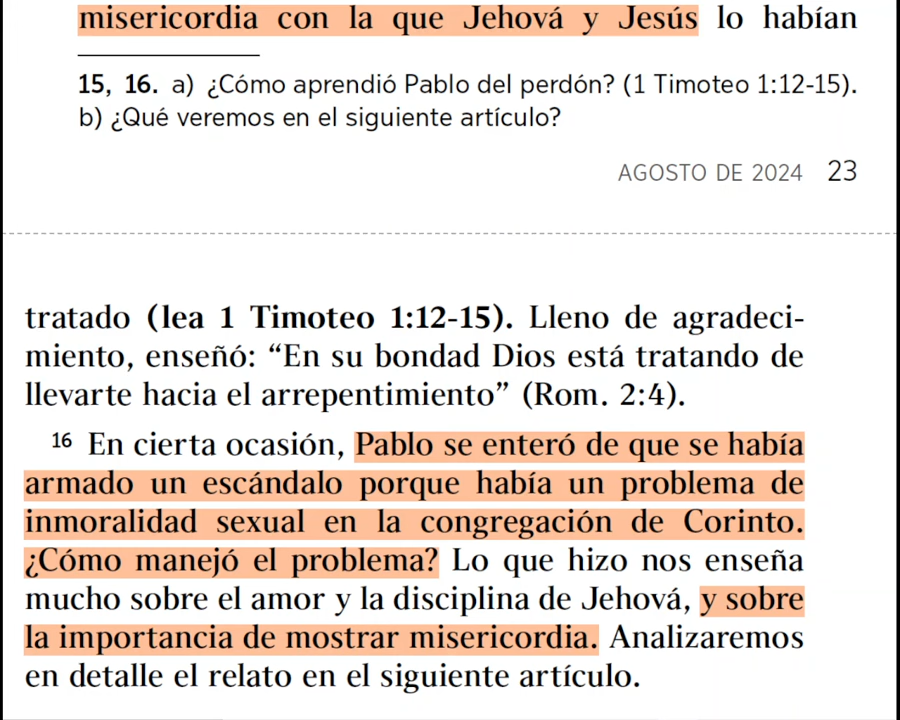 misericordia con la que Jehová y Jesús lo habían
15, 16. a) ¿Cómo aprendió Pablo del perdón? (1 Timoteo 1:12-15).
b) ¿Qué veremos en el siguiente artículo?
AGOSTO DE 2024 23
tratado (lea 1 Timoteo 1:12-15). Lleno de agradeci-
miento, enseñó: “En su bondad Dios está tratando de
llevarte hacia el arrepentimiento” (Rom. 2:4).
16 En cierta ocasión, Pablo se enteró de que se había
armado un escándalo porque había un problema de
inmoralidad sexual en la congregación de Corinto.
¿Cómo manejó el problema? Lo que hizo nos enseña
mucho sobre el amor y la disciplina de Jehová, y sobre
la importancia de mostrar misericordia. Analizaremos
en detalle el relato en el siguiente artículo.